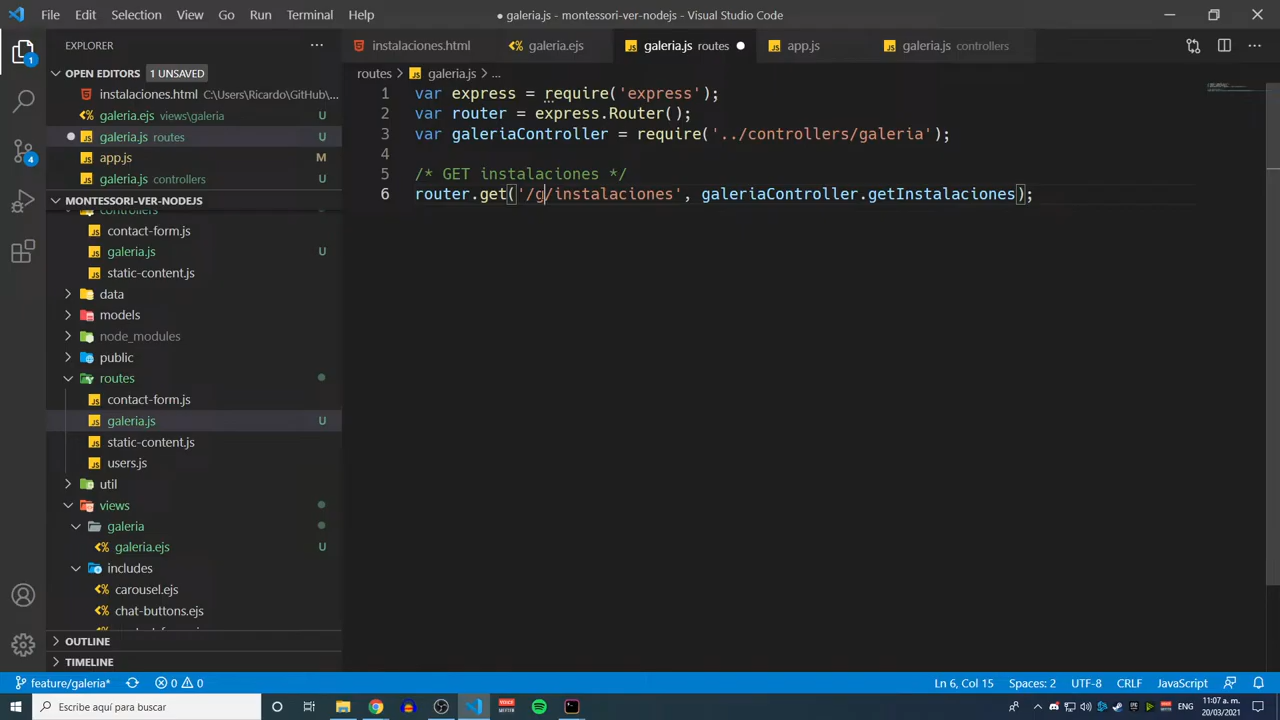 File Edit Selection View Go Run Terminal Help
● galeria.js - montessori-ver-nodejs - Visual Studio Code
EXPLORER
OPEN EDITORS 1 UNSAVED
instalaciones.html C:\Users\Ricardo\GitHub\...
galeria.ejs views\galeria U
galeria.js routes U
app.js M
galeria.js controllers U
MONTESSORI-VER-NODEJS
controllers
contact-form.js
galeria.js U
static-content.js
data
models
node_modules
public
routes
contact-form.js
galeria.js U
static-content.js
users.js
util
views
galeria
galeria.ejs U
includes
carousel.ejs
chat-buttons.ejs
OUTLINE
TIMELINE
instalaciones.html galeria.ejs galeria.js routes app.js galeria.js controllers
routes > galeria.js > ...
1 var express = require('express');
2 var router = express.Router();
3 var galeriaController = require('../controllers/galeria');
4
5 /* GET instalaciones */
6 router.get('/g/instalaciones', galeriaController.getInstalaciones);
feature/galeria* 0 0 Ln 6, Col 15 Spaces: 2 UTF-8 CRLF JavaScript
Escribe aquí para buscar ENG 11:07 a.m.
20/03/2021